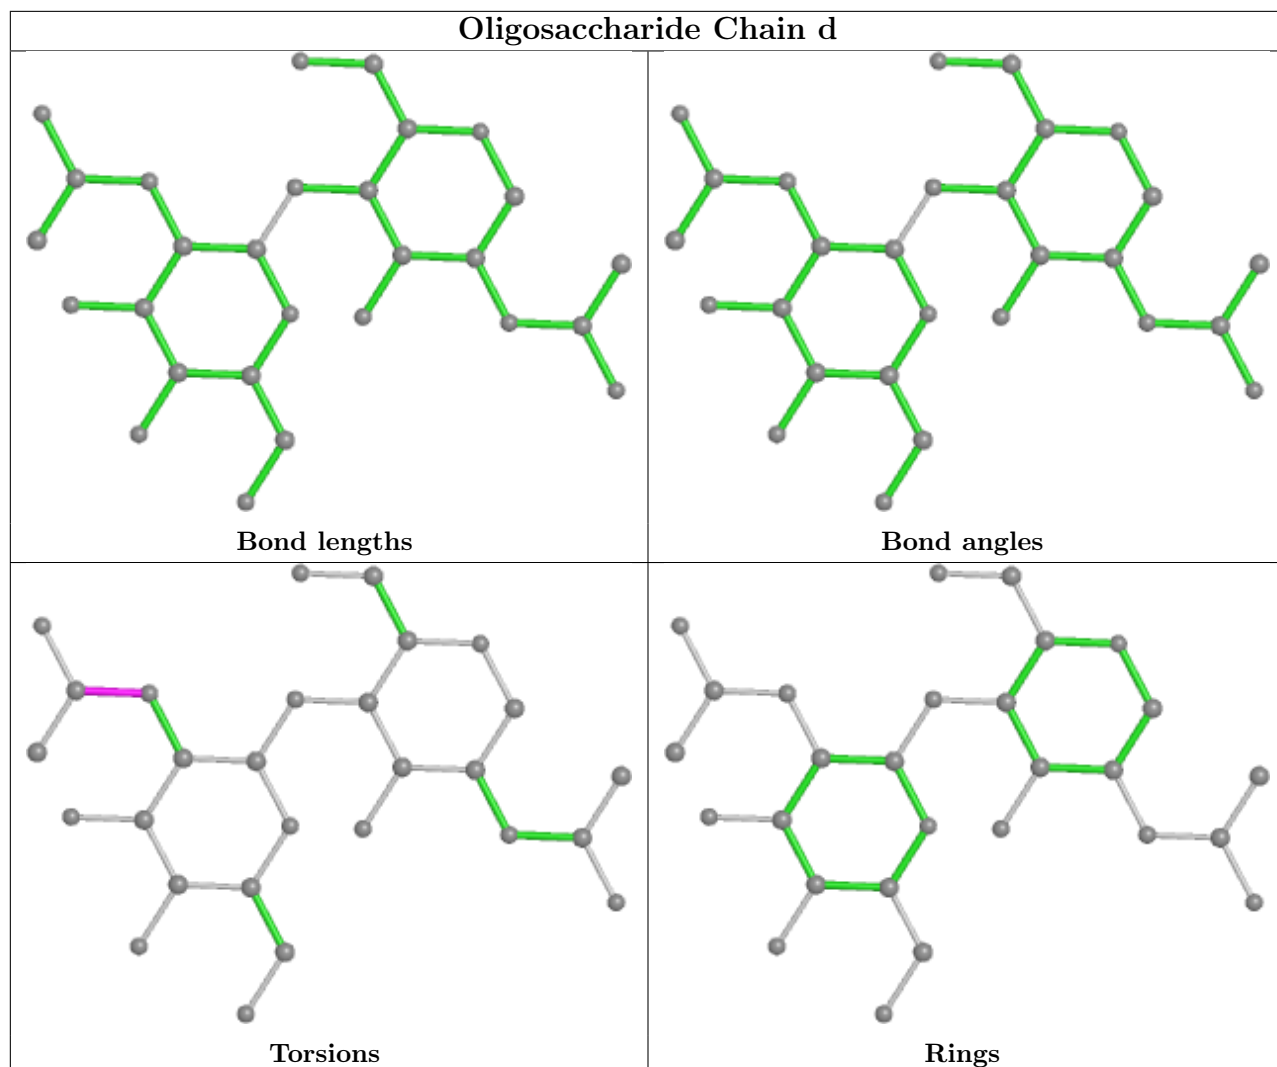 Oligosaccharide Chain d
Bond lengths
Bond angles
Torsions
Rings